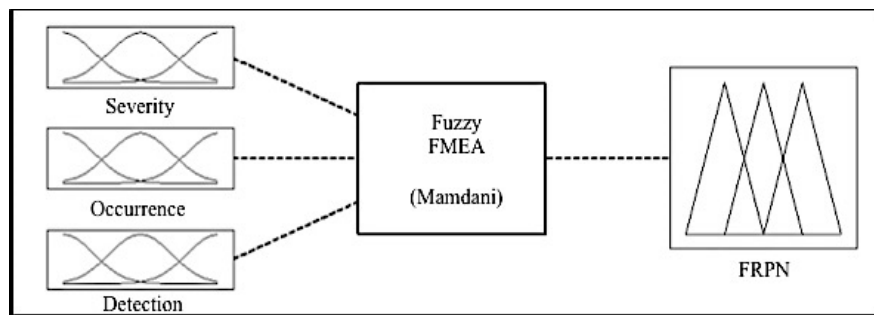 Severity
Occurrence
Detection
Fuzzy
FMEA
(Mamdani)
FRPN